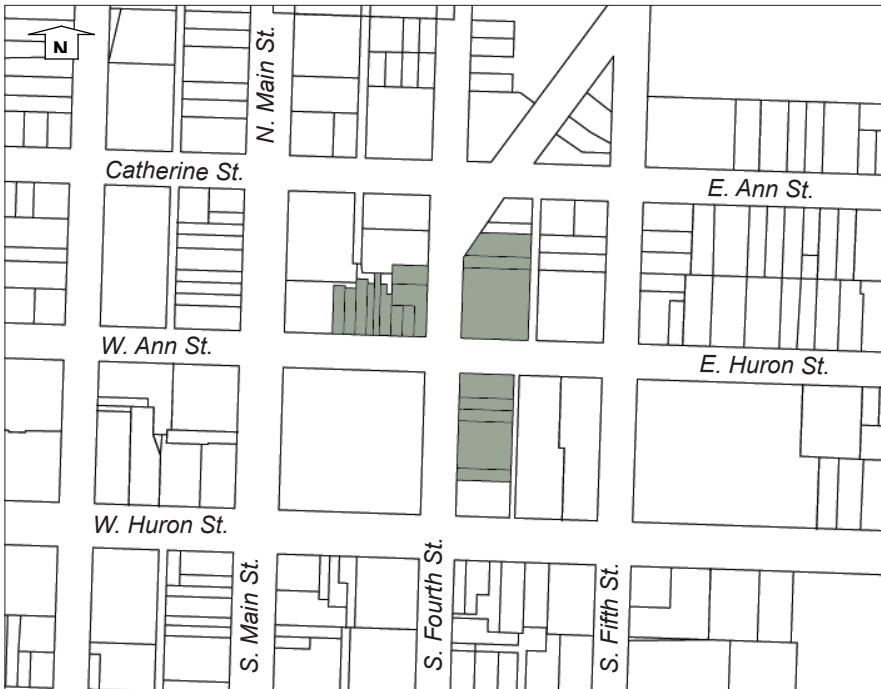 N
N. Main St.
Catherine St.
E. Ann St.
W. Ann St.
E. Huron St.
W. Huron St.
S. Main St.
S. Fourth St.
S. Fifth St.